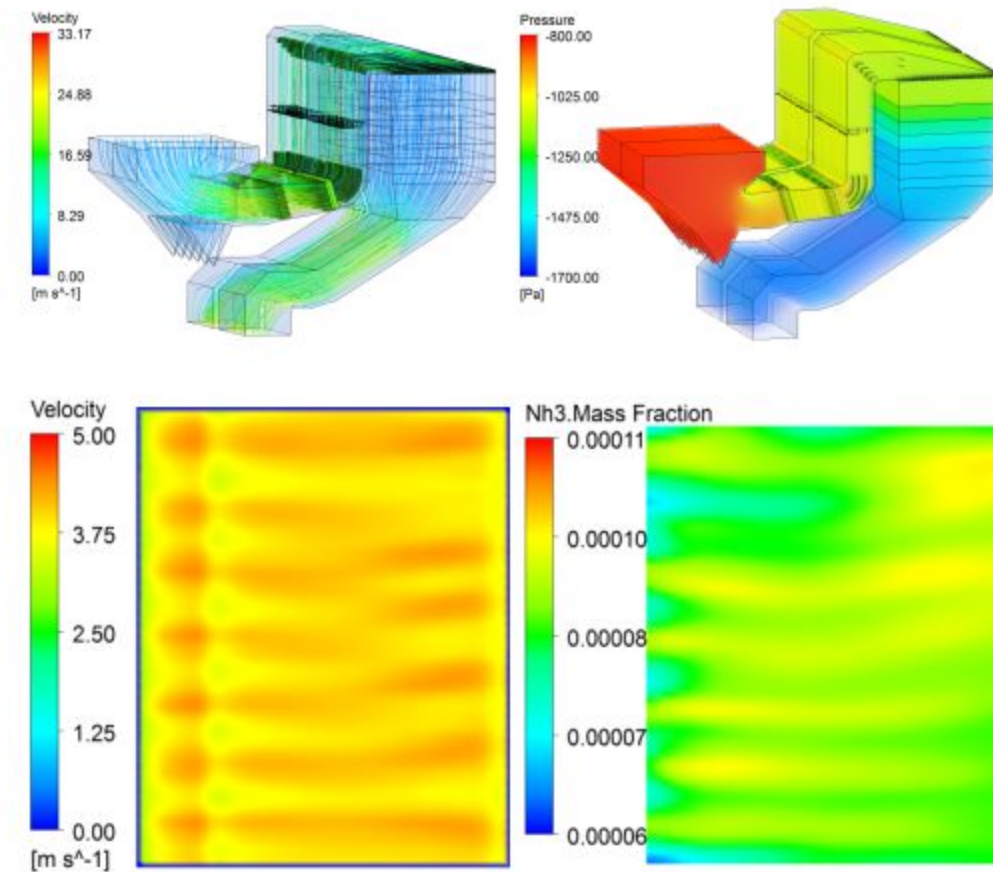 Velocity
33.17
24.88
16.59
8.29
0.00
[m s^-1]
Pressure
-800.00
-1025.00
-1250.00
-1475.00
-1700.00
[Pa]
Velocity
5.00
3.75
2.50
1.25
0.00
[m s^-1]
Nh3.Mass Fraction
0.00011
0.00010
0.00008
0.00007
0.00006